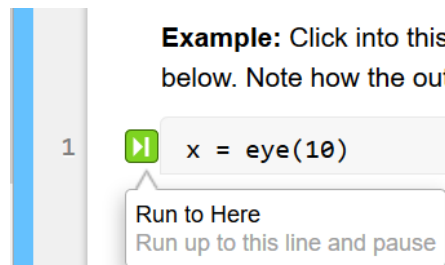 Example: Click into this
below. Note how the out
1 x = eye(10)
Run to Here
Run up to this line and pause